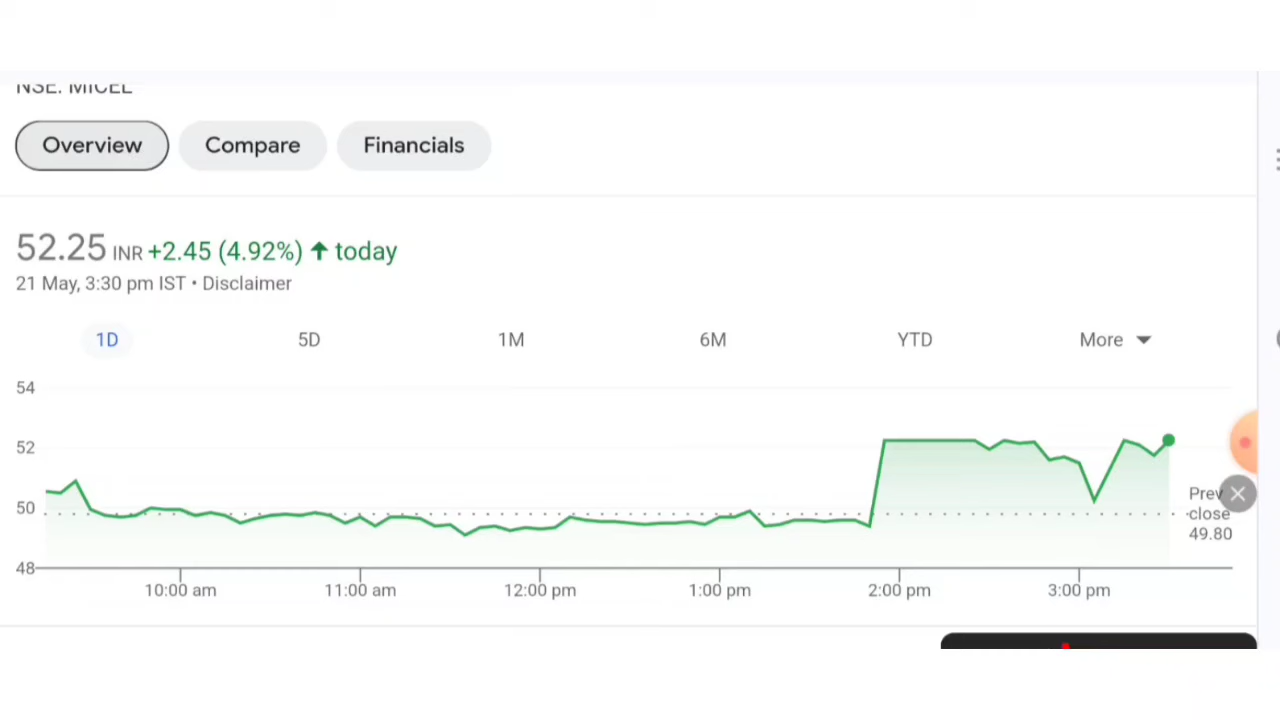 NSE: MICEL
Overview Compare Financials
52.25 INR +2.45 (4.92%) ↑ today
21 May, 3:30 pm IST • Disclaimer
1D 5D 1M 6M YTD More
54
52
50
48
Prev
close
49.80
10:00 am 11:00 am 12:00 pm 1:00 pm 2:00 pm 3:00 pm